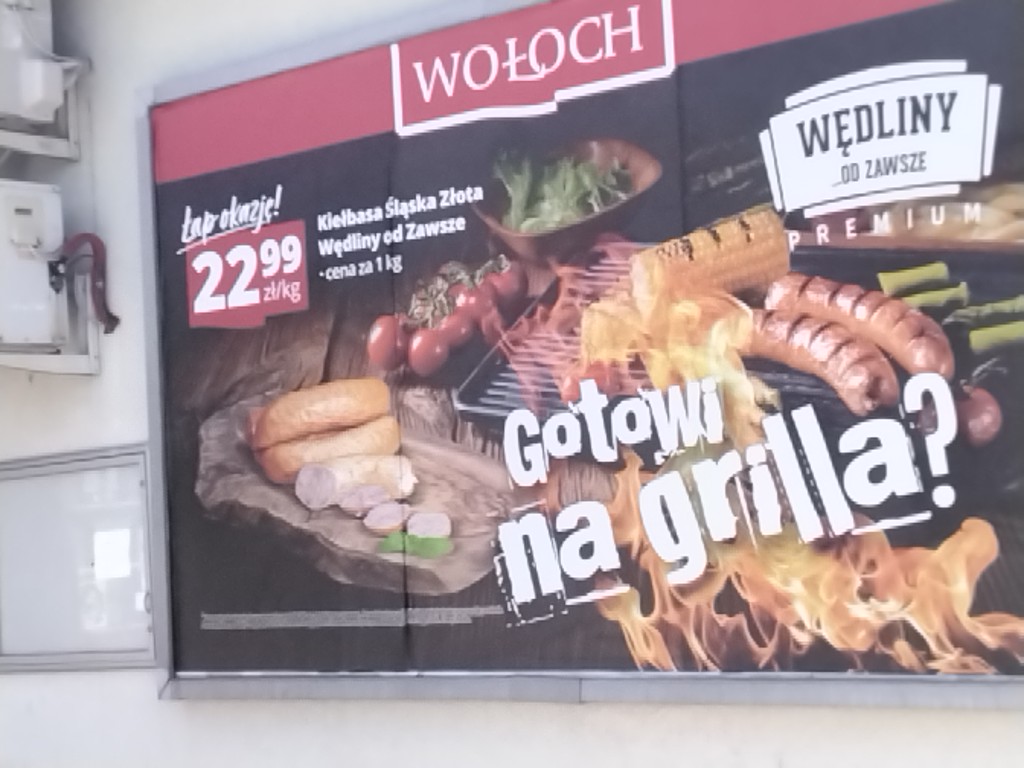 WOŁOCH
WĘDLINY
OD ZAWSZE
PREMIUM
Łap okazję!
22 99
zł/kg
Kiełbasa Śląska Złota
Wędliny od Zawsze
• cena za 1 kg
Gotowi
na grilla?